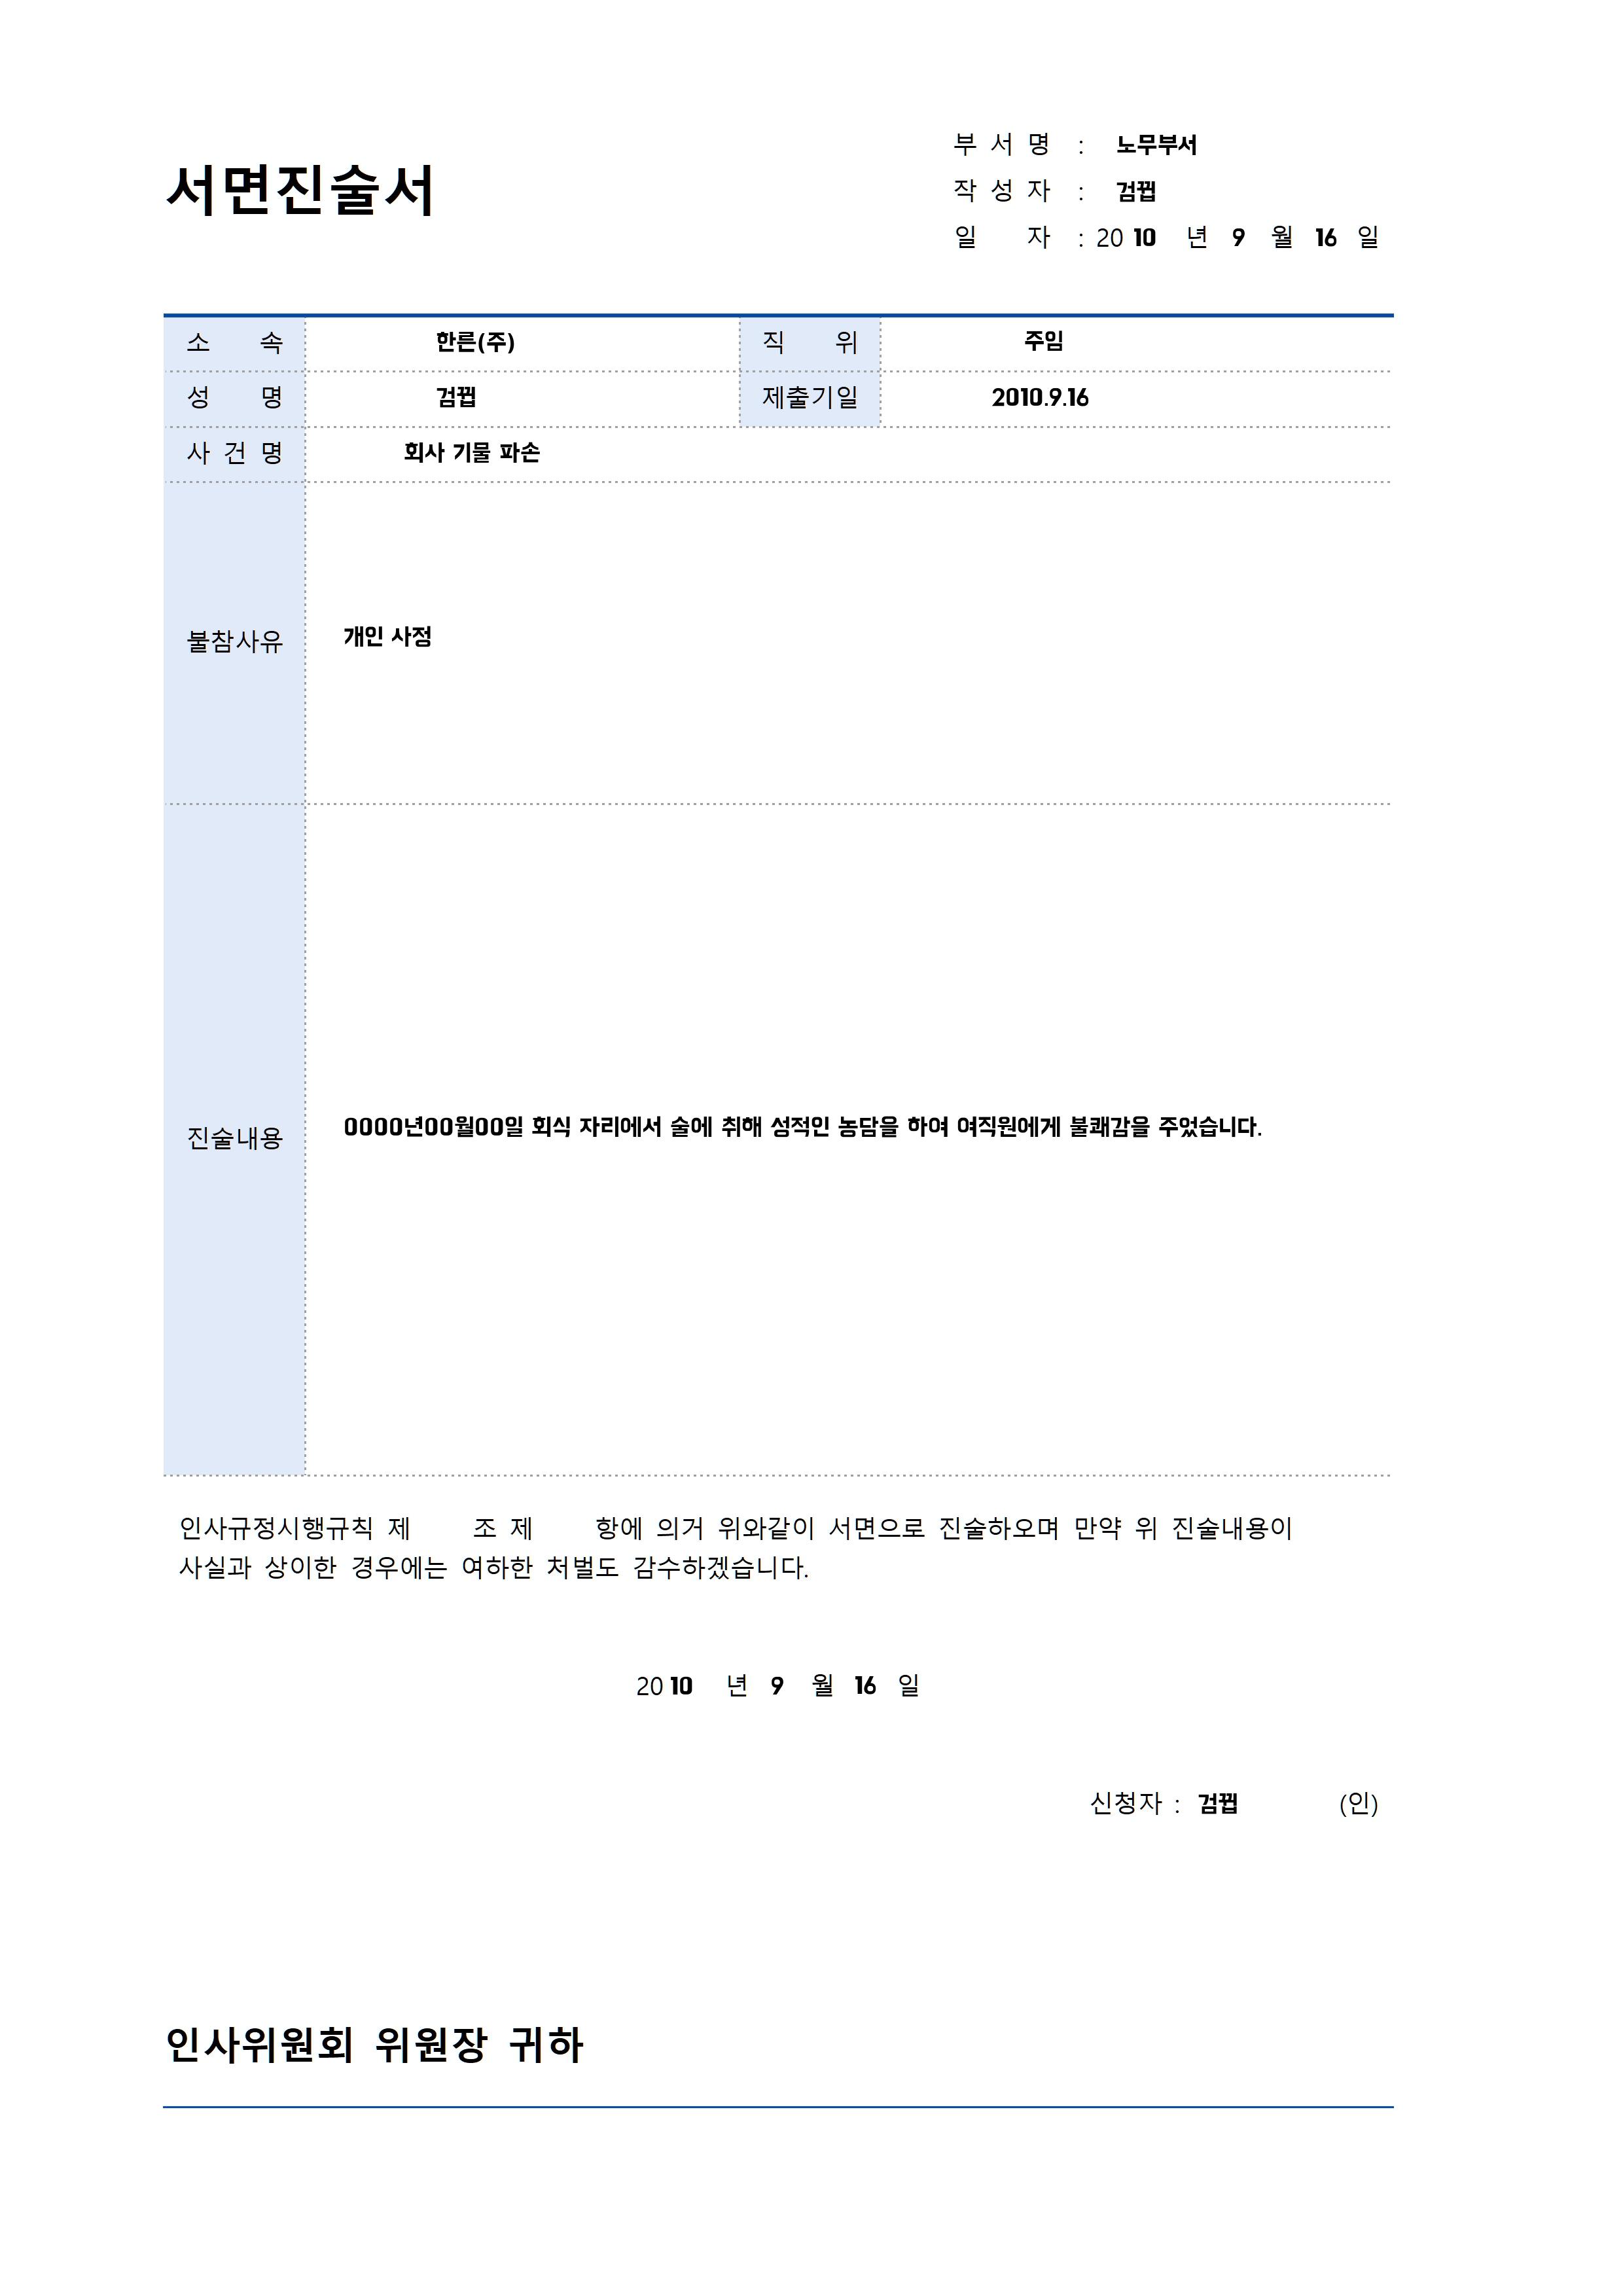 서면진술서
부 서 명 : 노무부서
작 성 자 : 검뀝
일 자 : 20 10 년 9 월 16 일
소 속 한른(주) 직 위 주임
성 명 검뀝 제출기일 2010.9.16
사 건 명 회사 기물 파손
불참사유 개인 사정
진술내용 0000년00월00일 회식 자리에서 술에 취해 성적인 농담을 하여 여직원에게 불쾌감을 주었습니다.
인사규정시행규칙 제 조 제 항에 의거 위와같이 서면으로 진술하오며 만약 위 진술내용이
사실과 상이한 경우에는 여하한 처벌도 감수하겠습니다.
20 10 년 9 월 16 일
신청자 : 검뀝 (인)
인사위원회 위원장 귀하